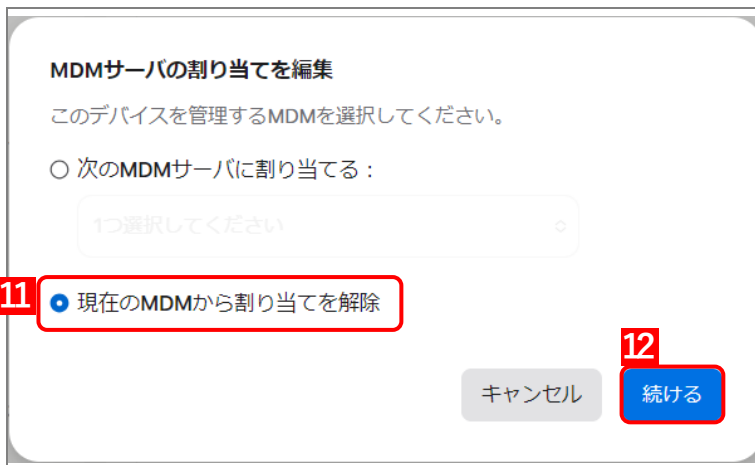 MDMサーバの割り当てを編集
このデバイスを管理するMDMを選択してください。
次のMDMサーバに割り当てる：
1つ選択してください
11
現在のMDMから割り当てを解除
12
キャンセル
続ける